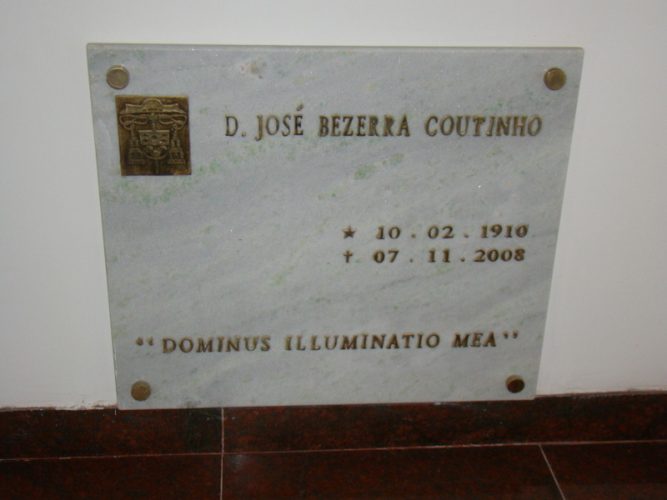 D. JOSÉ BEZERRA COUTINHO
★ 10 . 02 . 1910
† 07 . 11 . 2008
“DOMINUS ILLUMINATIO MEA”